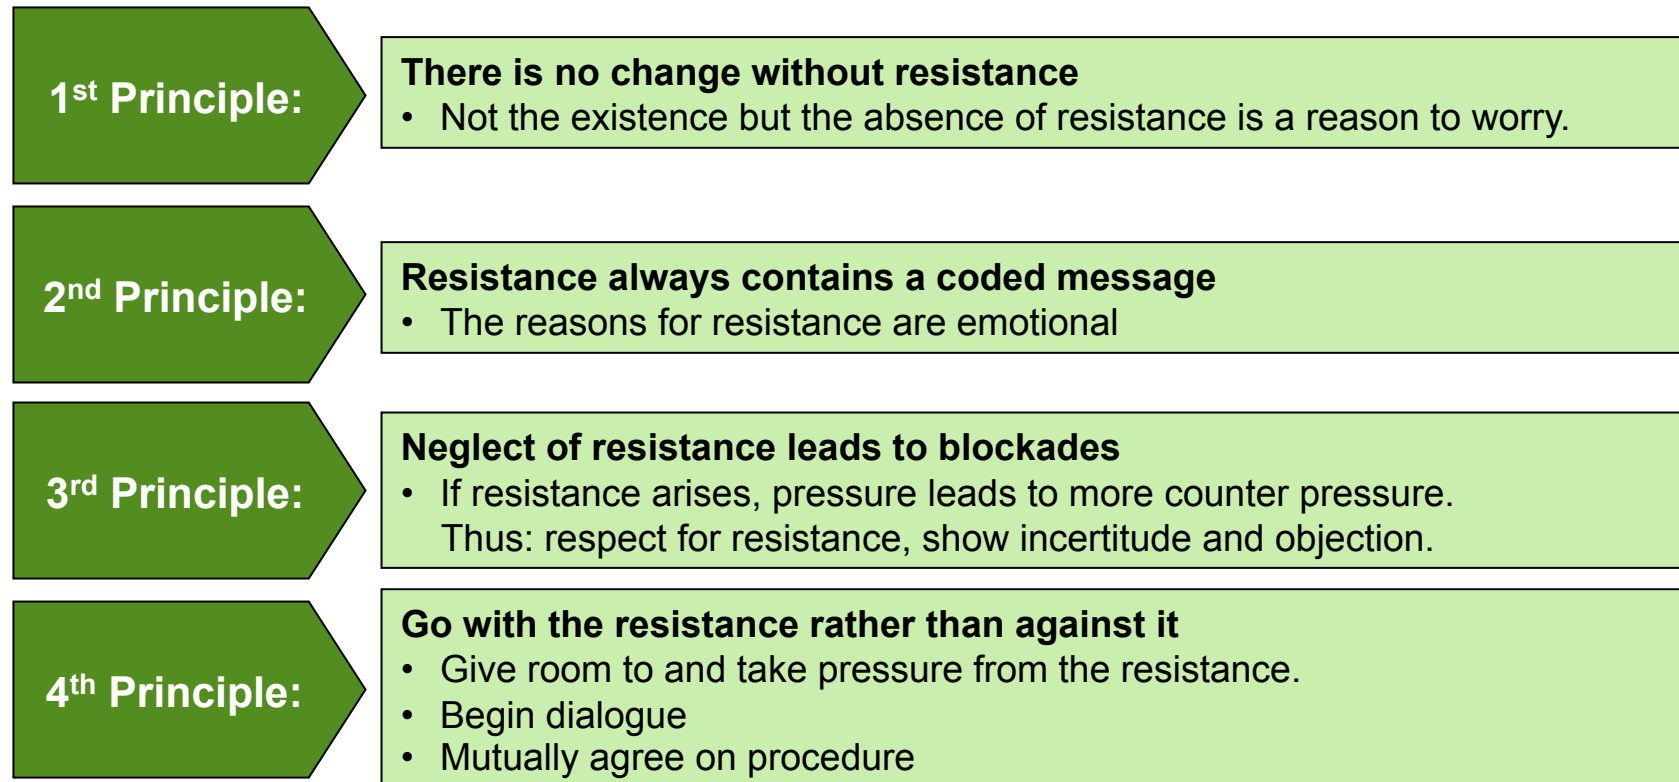 1st Principle:
There is no change without resistance
• Not the existence but the absence of resistance is a reason to worry.
2nd Principle:
Resistance always contains a coded message
• The reasons for resistance are emotional
3rd Principle:
Neglect of resistance leads to blockades
• If resistance arises, pressure leads to more counter pressure.
Thus: respect for resistance, show incertitude and objection.
4th Principle:
Go with the resistance rather than against it
• Give room to and take pressure from the resistance.
• Begin dialogue
• Mutually agree on procedure